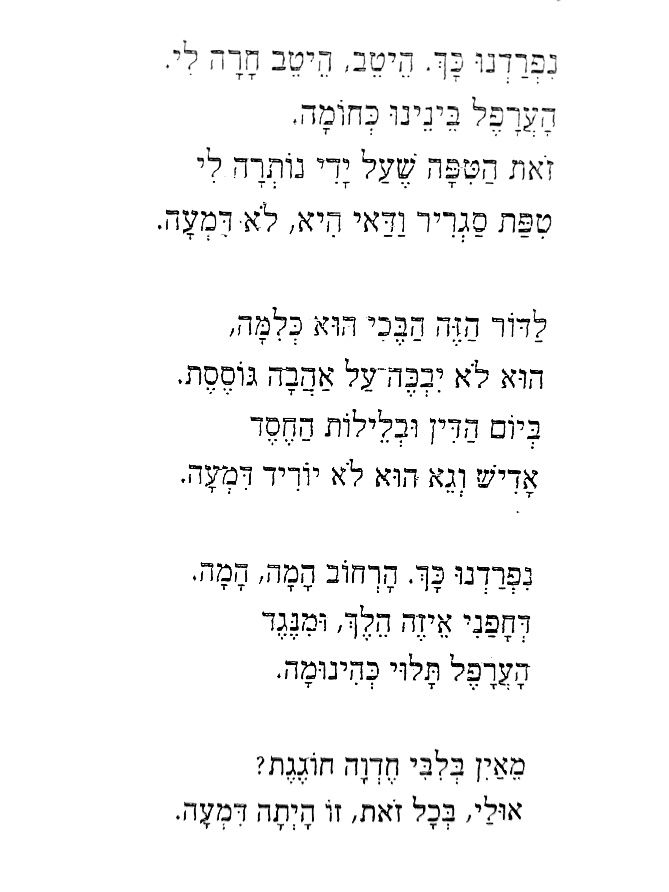 נִפְרַדְנוּ כָּךְ. הֵיטֵב, הֵיטֵב חָרָה לִי.
הָעֲרָפֶל בֵּינֵינוּ כְּחוֹמָה.
זֹאת הַטִּפָּה שֶׁעַל יָדִי נוֹתְרָה לִי
טִפַּת סַגְרִיר וַדַּאי הִיא, לֹא דִּמְעָה.
לַדּוֹר הַזֶּה הַבֶּכִי הוּא כְּלִמָּה,
הוּא לֹא יִבְכֶּה־עַל אַהֲבָה גּוֹסֶסֶת.
בְּיוֹם הַדִּין וּבְלֵילוֹת הַחֶסֶד
אָדִישׁ וְגֵא הוּא לֹא יוֹרִיד דִּמְעָה.
נִפְרַדְנוּ כָּךְ. הָרְחוֹב הָמָה, הָמָה.
דְּחָפַנִי אֵיזֶה הֵלֶךְ, וּמִנֶּגֶד
הָעֲרָפֶל תָּלוּי כְּהִינוּמָה.
מֵאַיִן בְּלִבִּי חֶדְוָה חוֹגֶגֶת?
אוּלַי, בְּכָל זֹאת, זוֹ הָיְתָה דִּמְעָה.